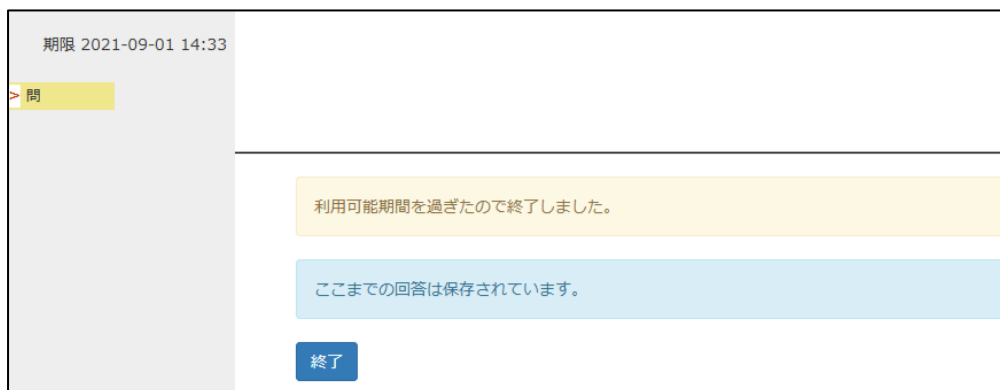 期限 2021-09-01 14:33
> 問
利用可能期間を過ぎたので終了しました。
ここまでの回答は保存されています。
終了